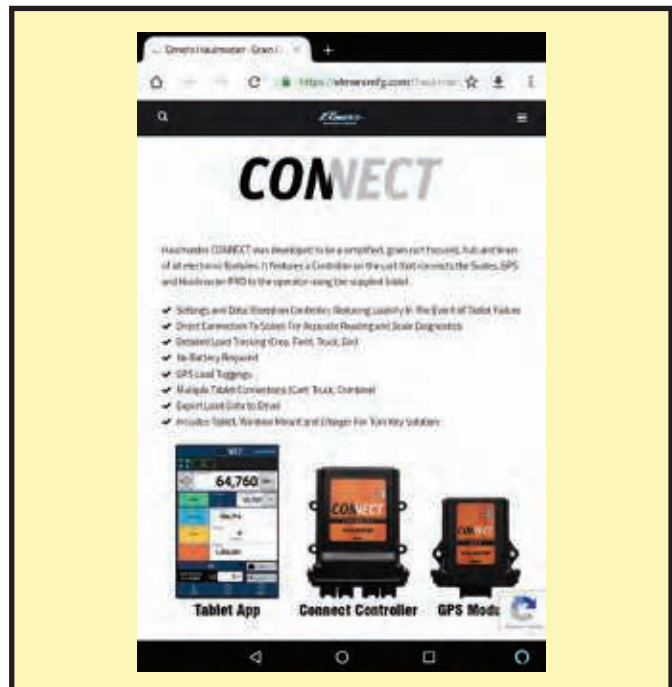 Elmer's Haulmaster - Grain C
https://elmersmfg.com/
Elmer's
CONNECT
Haulmaster CONNECT was developed to be a simplified, grain cart focused, hub and brain
of all electronic features. It features a Controller on the cart that connects the Scales, GPS
and Haulmaster to the operator using the supplied tablet.
Settings and Data Stored on Controller, Reducing Liability In The Event of Tablet Failure
Direct Connection To Scales For Accurate Reading and Scale Diagnostics
Detailed Load Tracking (Crop, Field, Truck, Bin)
No Battery Required
GPS Load Taggings
Multiple Tablet Connections (Cart, Truck, Combine)
Export Load Data to Email
Includes Tablet, Window Mount and Charger For Turn Key Solution
64,760
CONNECT
CONNECT
Tablet App
Connect Controller
GPS Modu